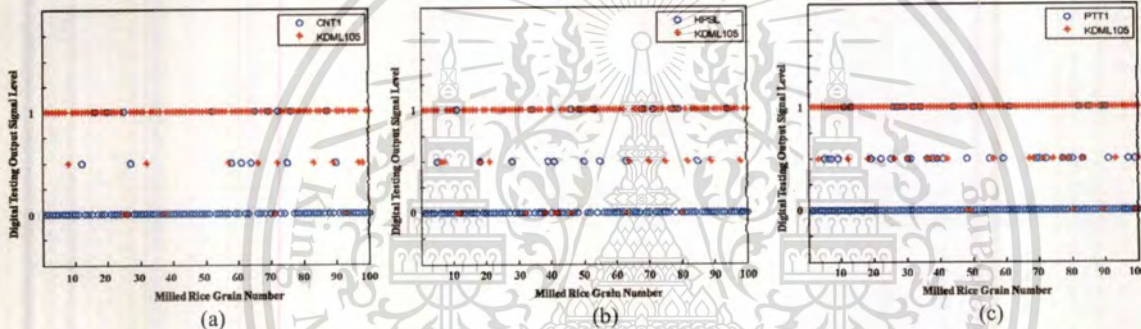 CNT1
KDML105
Digital Testing Output Signal Level
1
0
10 20 30 40 50 60 70 80 90 100
Milled Rice Grain Number
(a)
HPSL
KDML105
Digital Testing Output Signal Level
1
0
10 20 30 40 50 60 70 80 90 100
Milled Rice Grain Number
(b)
PTT1
KDML105
Digital Testing Output Signal Level
1
0
10 20 30 40 50 60 70 80 90 100
Milled Rice Grain Number
(c)
King